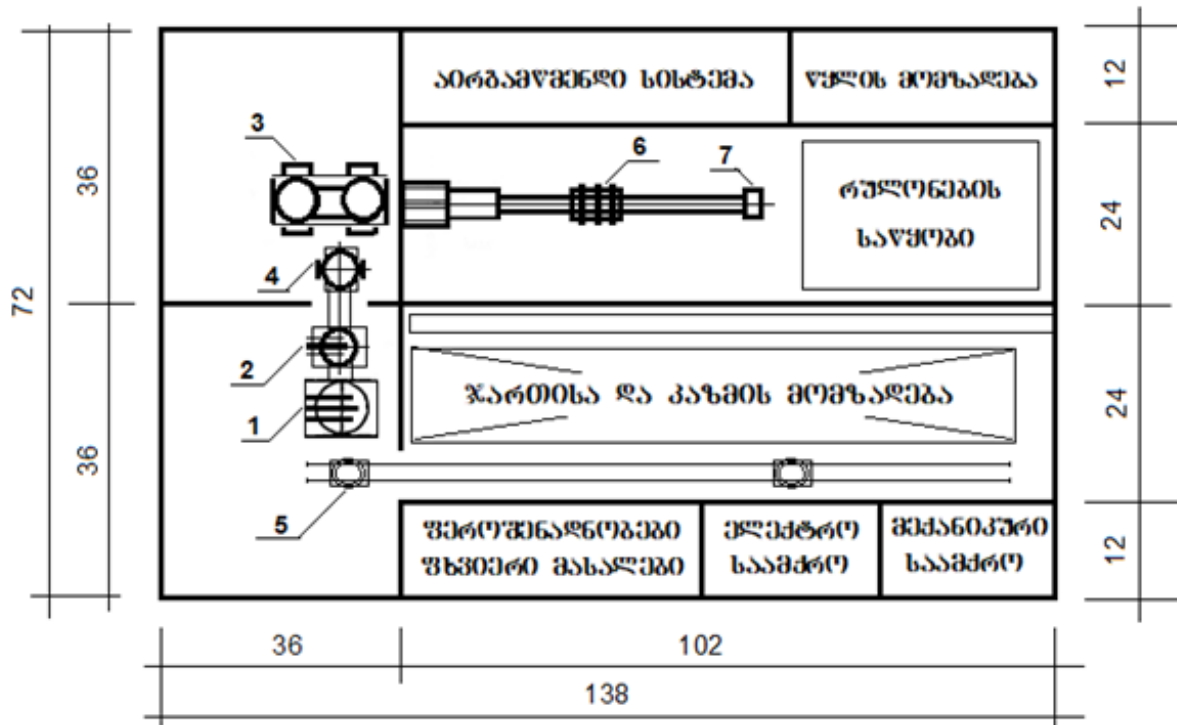 აირგამწმენდი სისტემა
წყლის მომზადება
12
3
6
7
36
რულონების
საწყობი
24
4
72
2
ჯართისა და კაზმის მომზადება
24
1
36
5
ფეროშენადნობები
ფხვიერი მასალები
ელექტრო
საამქრო
მექანიკური
საამქრო
12
36
102
138